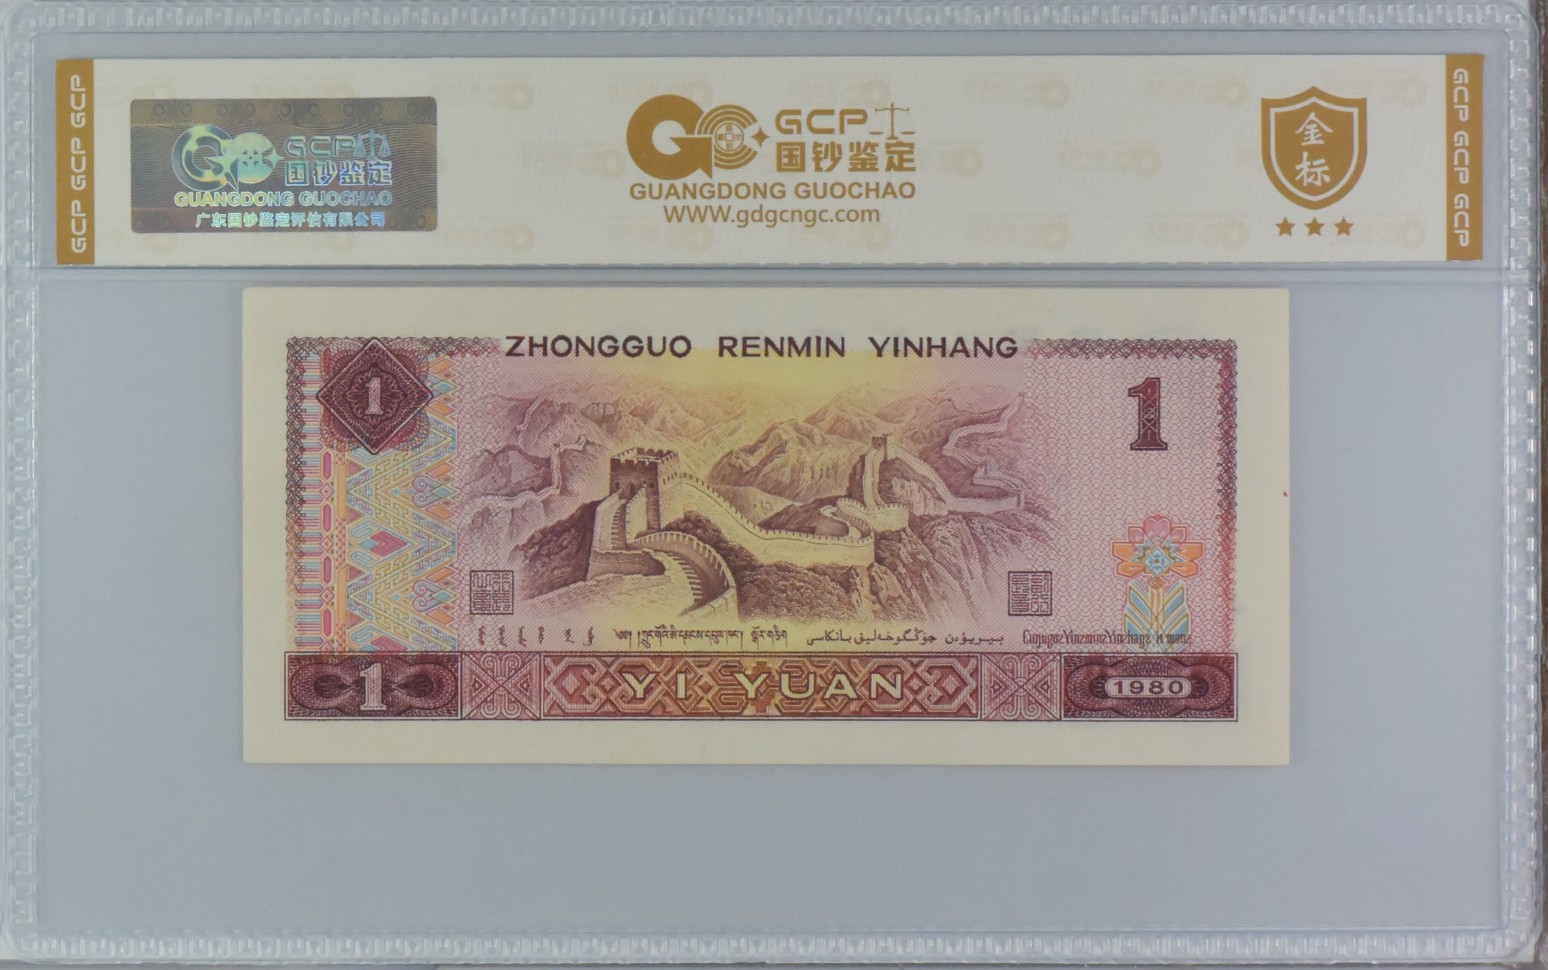 GCP GCP GCP
GCP
国钞鉴定
GUANGDONG GUOCHAO
广东国钞鉴定评估有限公司
GCP
国钞鉴定
GUANGDONG GUOCHAO
WWW.gdgcngc.com
金
标
GCP GCP GCP
ZHONGGUO RENMIN YINHANG
1
1
YI YUAN
1
1980